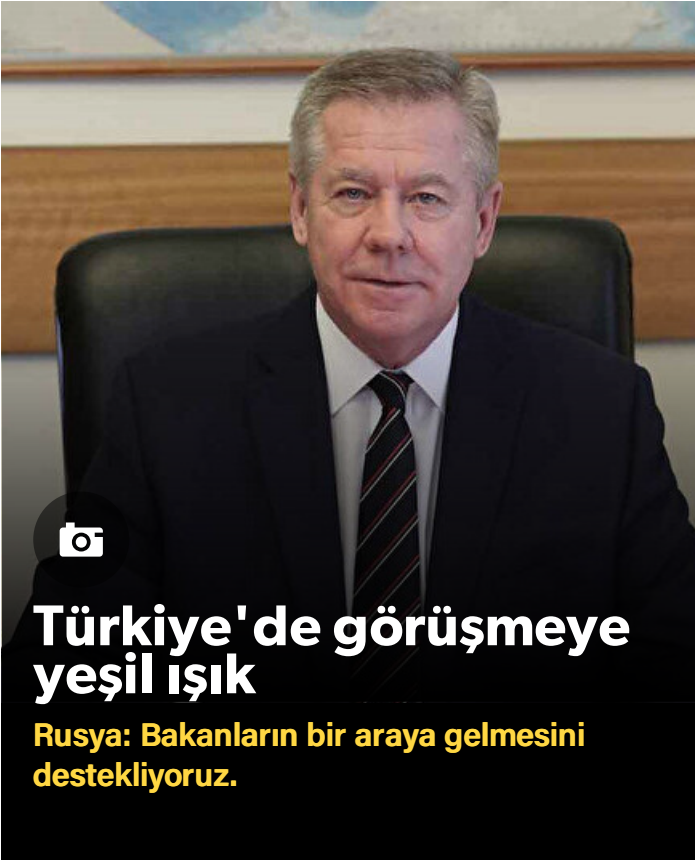 Türkiye'de görüşmeye
yeşil ışık
Rusya: Bakanların bir araya gelmesini
destekliyoruz.